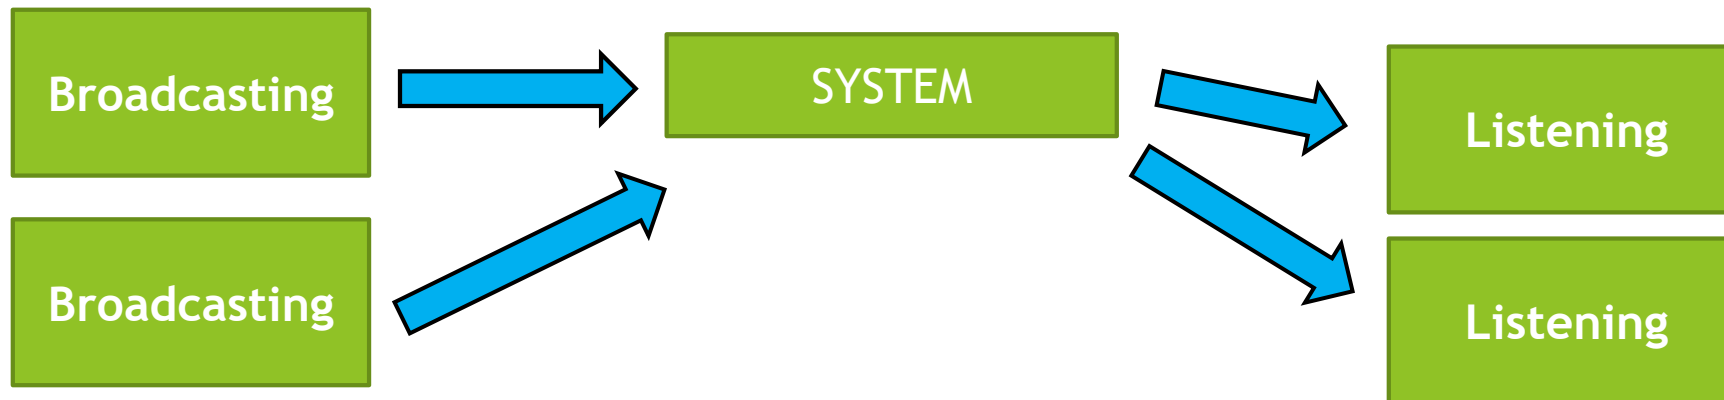 Broadcasting
SYSTEM
Listening
Broadcasting
Listening